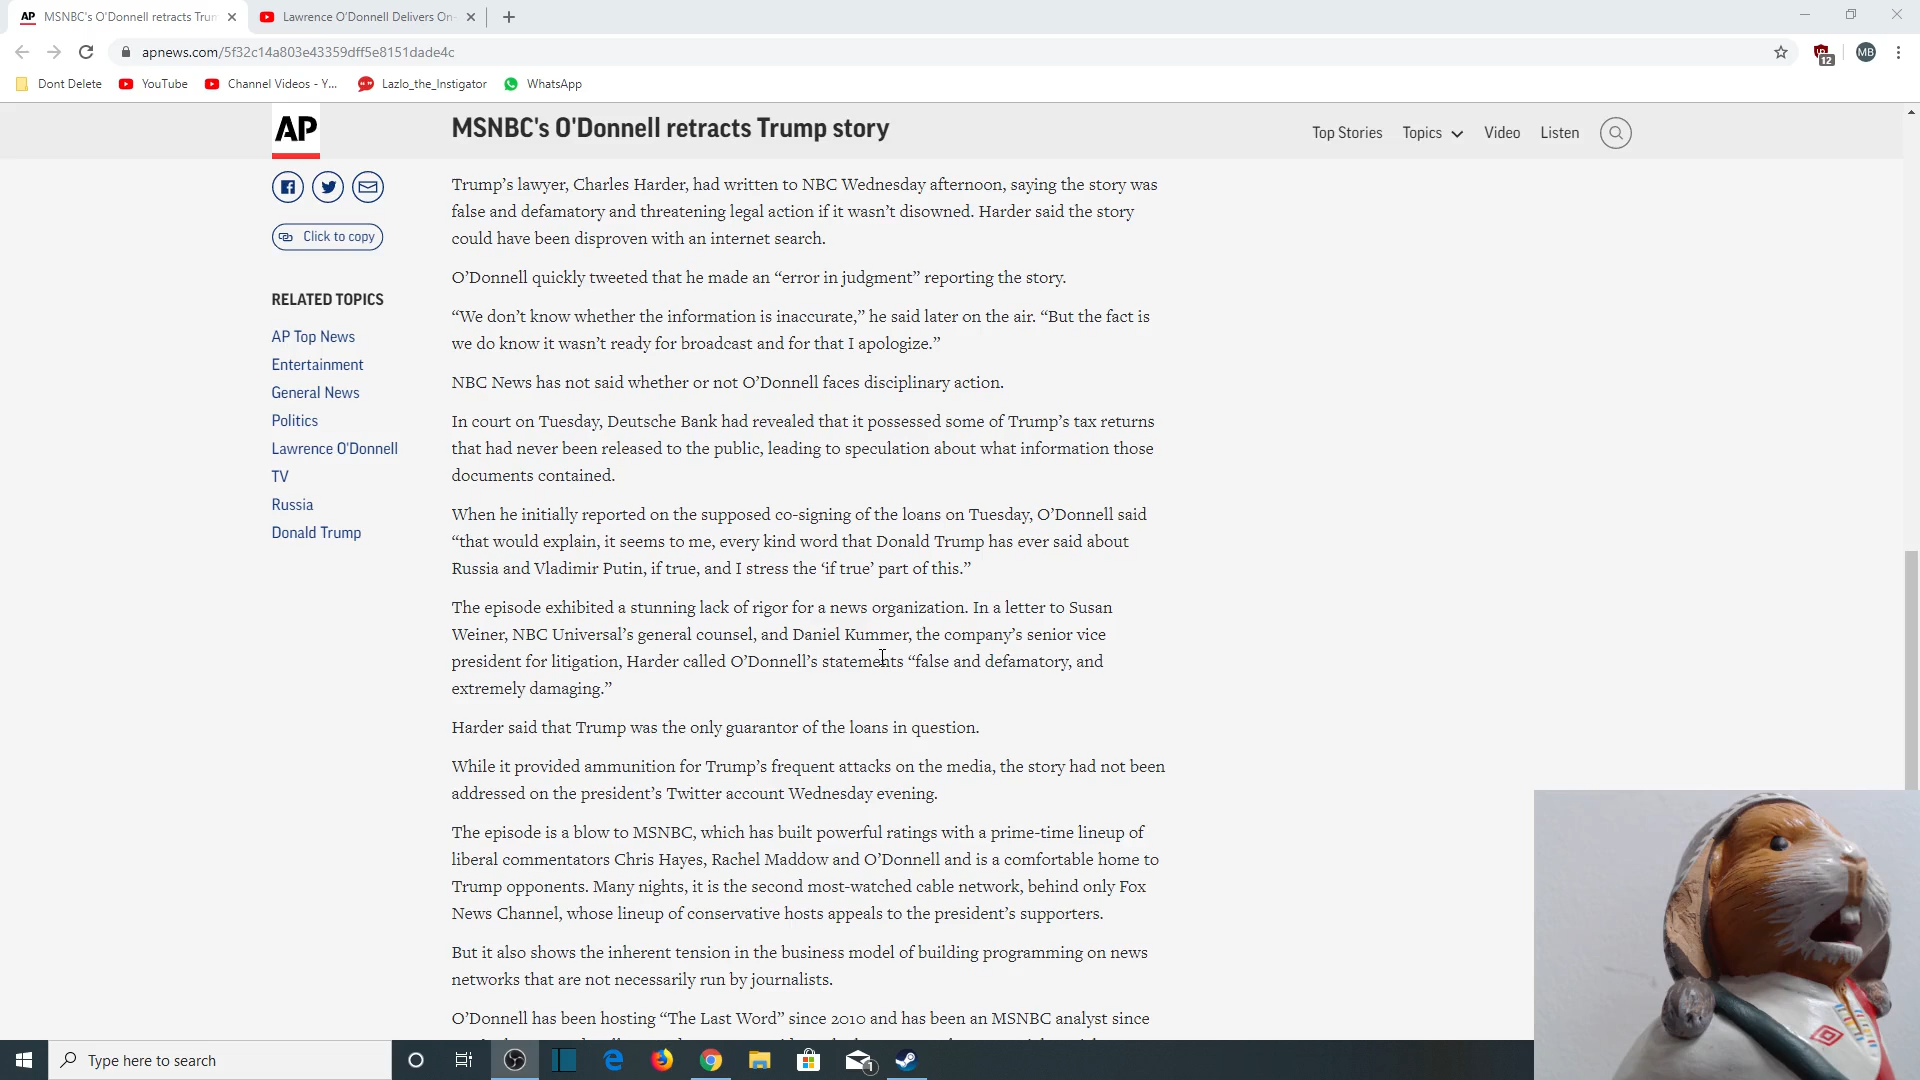 MSNBC's O'Donnell retracts Trum
Lawrence O'Donnell Delivers On
apnews.com/5f32c14a803e43359dff5e8151dade4c
12
MB
Dont Delete
YouTube
Channel Videos - Y...
Lazlo_the_Instigator
WhatsApp
AP
MSNBC's O'Donnell retracts Trump story
Top Stories
Topics
Video
Listen
Click to copy
RELATED TOPICS
AP Top News
Entertainment
General News
Politics
Lawrence O'Donnell
TV
Russia
Donald Trump
Trump’s lawyer, Charles Harder, had written to NBC Wednesday afternoon, saying the story was
false and defamatory and threatening legal action if it wasn’t disowned. Harder said the story
could have been disproven with an internet search.
O’Donnell quickly tweeted that he made an “error in judgment” reporting the story.
“We don’t know whether the information is inaccurate,” he said later on the air. “But the fact is
we do know it wasn’t ready for broadcast and for that I apologize.”
NBC News has not said whether or not O’Donnell faces disciplinary action.
In court on Tuesday, Deutsche Bank had revealed that it possessed some of Trump’s tax returns
that had never been released to the public, leading to speculation about what information those
documents contained.
When he initially reported on the supposed co-signing of the loans on Tuesday, O’Donnell said
“that would explain, it seems to me, every kind word that Donald Trump has ever said about
Russia and Vladimir Putin, if true, and I stress the ‘if true’ part of this.”
The episode exhibited a stunning lack of rigor for a news organization. In a letter to Susan
Weiner, NBC Universal’s general counsel, and Daniel Kummer, the company’s senior vice
president for litigation, Harder called O’Donnell’s statements “false and defamatory, and
extremely damaging.”
Harder said that Trump was the only guarantor of the loans in question.
While it provided ammunition for Trump’s frequent attacks on the media, the story had not been
addressed on the president’s Twitter account Wednesday evening.
The episode is a blow to MSNBC, which has built powerful ratings with a prime-time lineup of
liberal commentators Chris Hayes, Rachel Maddow and O’Donnell and is a comfortable home to
Trump opponents. Many nights, it is the second most-watched cable network, behind only Fox
News Channel, whose lineup of conservative hosts appeals to the president’s supporters.
But it also shows the inherent tension in the business model of building programming on news
networks that are not necessarily run by journalists.
O’Donnell has been hosting “The Last Word” since 2010 and has been an MSNBC analyst since
Type here to search
1